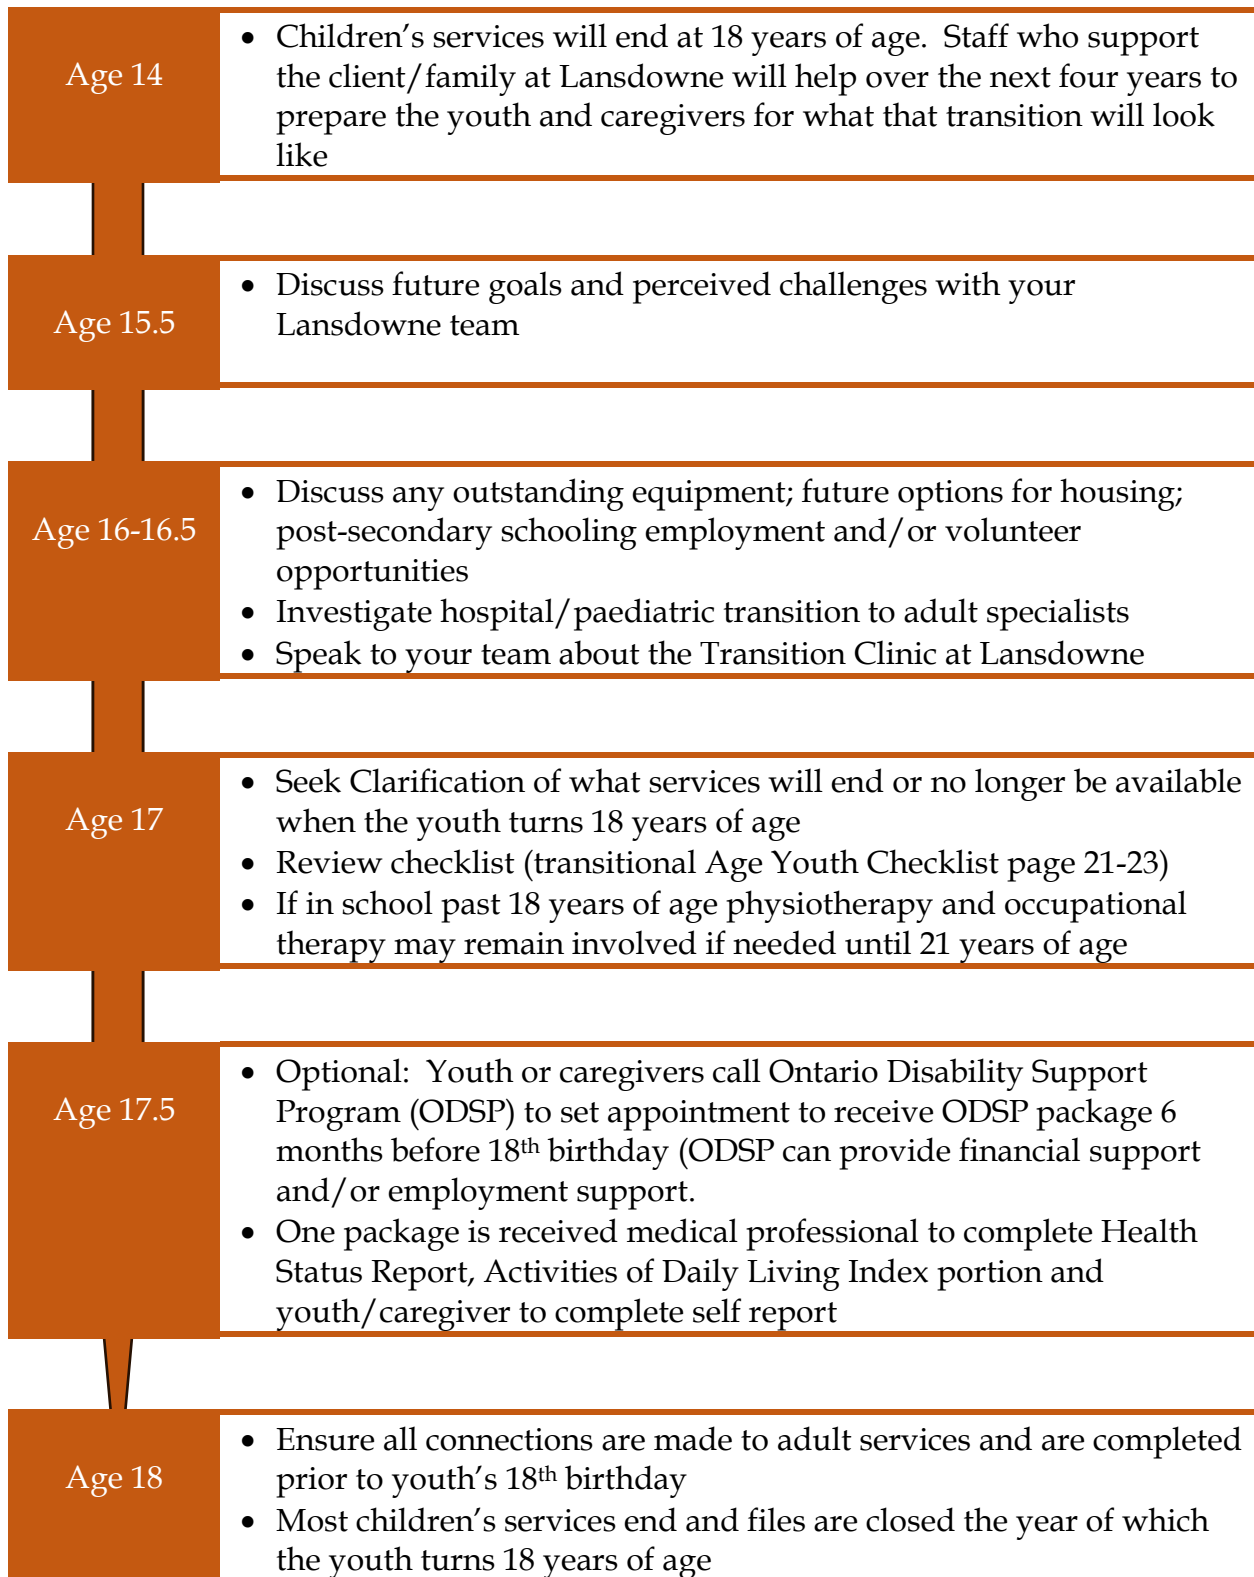 Age 14
• Children’s services will end at 18 years of age.  Staff who support
the client/family at Lansdowne will help over the next four years to
prepare the youth and caregivers for what that transition will look
like
Age 15.5
• Discuss future goals and perceived challenges with your
Lansdowne team
Age 16-16.5
• Discuss any outstanding equipment; future options for housing;
post-secondary schooling employment and/or volunteer
opportunities
• Investigate hospital/paediatric transition to adult specialists
• Speak to your team about the Transition Clinic at Lansdowne
Age 17
• Seek Clarification of what services will end or no longer be available
when the youth turns 18 years of age
• Review checklist (transitional Age Youth Checklist page 21-23)
• If in school past 18 years of age physiotherapy and occupational
therapy may remain involved if needed until 21 years of age
Age 17.5
• Optional:  Youth or caregivers call Ontario Disability Support
Program (ODSP) to set appointment to receive ODSP package 6
months before 18th birthday (ODSP can provide financial support
and/or employment support.
• One package is received medical professional to complete Health
Status Report, Activities of Daily Living Index portion and
youth/caregiver to complete self report
Age 18
• Ensure all connections are made to adult services and are completed
prior to youth’s 18th birthday
• Most children’s services end and files are closed the year of which
the youth turns 18 years of age